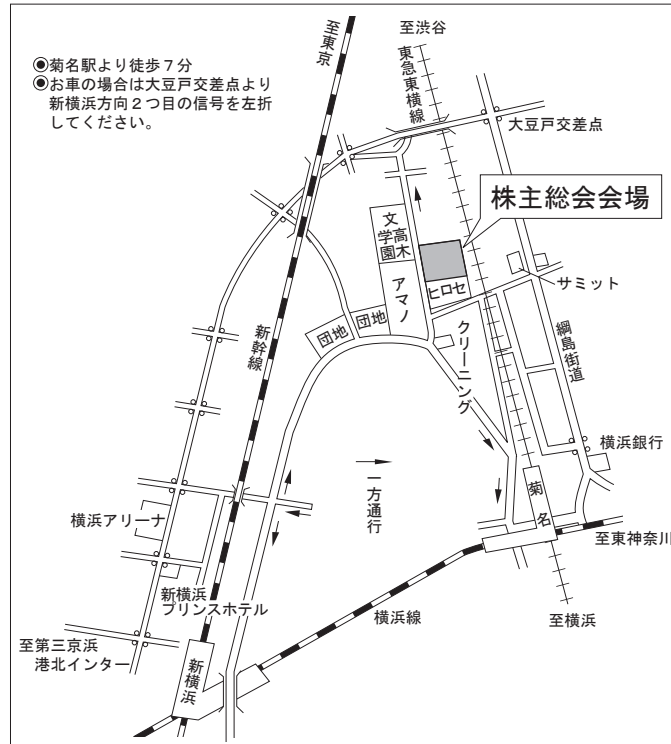 ◉菊名駅より徒歩７分
◉お車の場合は大豆戸交差点より
新横浜方向２つ目の信号を左折
してください。
至東京
至渋谷
東急東横線
大豆戸交差点
株主総会会場
高木
文学園
アマノ
ヒロセ
サミット
団地
団地
新幹線
クリーニング
綱島街道
横浜銀行
一方通行
菊名
横浜アリーナ
至東神奈川
新横浜
プリンスホテル
横浜線
至横浜
至第三京浜
港北インター
新横浜